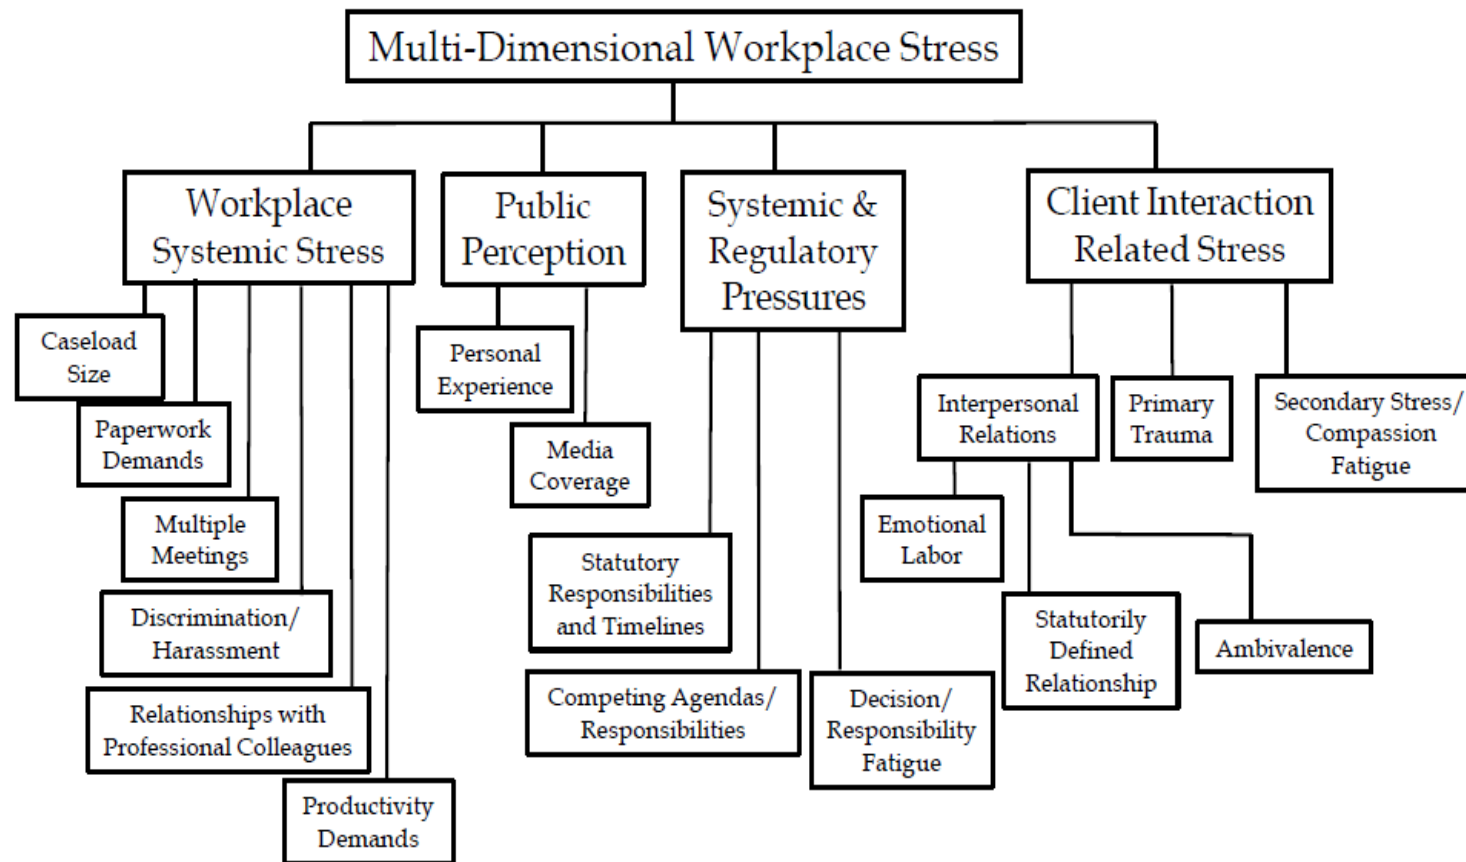 Multi-Dimensional Workplace Stress
Workplace
Systemic Stress
Public
Perception
Systemic &
Regulatory
Pressures
Client Interaction
Related Stress
Caseload
Size
Paperwork
Demands
Multiple
Meetings
Discrimination/
Harassment
Relationships with
Professional Colleagues
Productivity
Demands
Personal
Experience
Media
Coverage
Statutory
Responsibilities
and Timelines
Competing Agendas/
Responsibilities
Decision/
Responsibility
Fatigue
Interpersonal
Relations
Primary
Trauma
Secondary Stress/
Compassion
Fatigue
Emotional
Labor
Statutorily
Defined
Relationship
Ambivalence